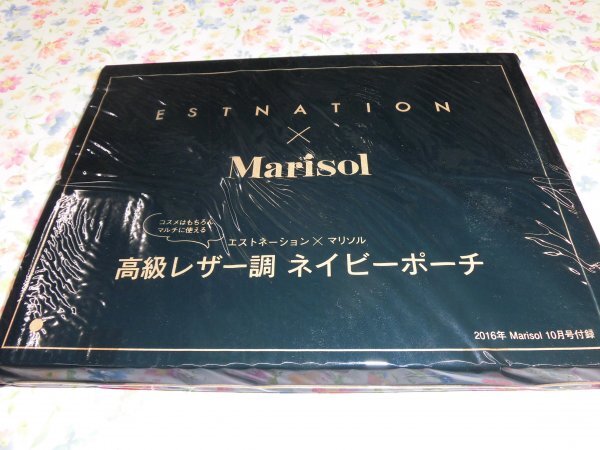 ESTNATION
×
Marisol
コスメはもちろん
マルチに使える
エストネーション×マリソル
高級レザー調 ネイビーポーチ
2016年 Marisol 10月号付録